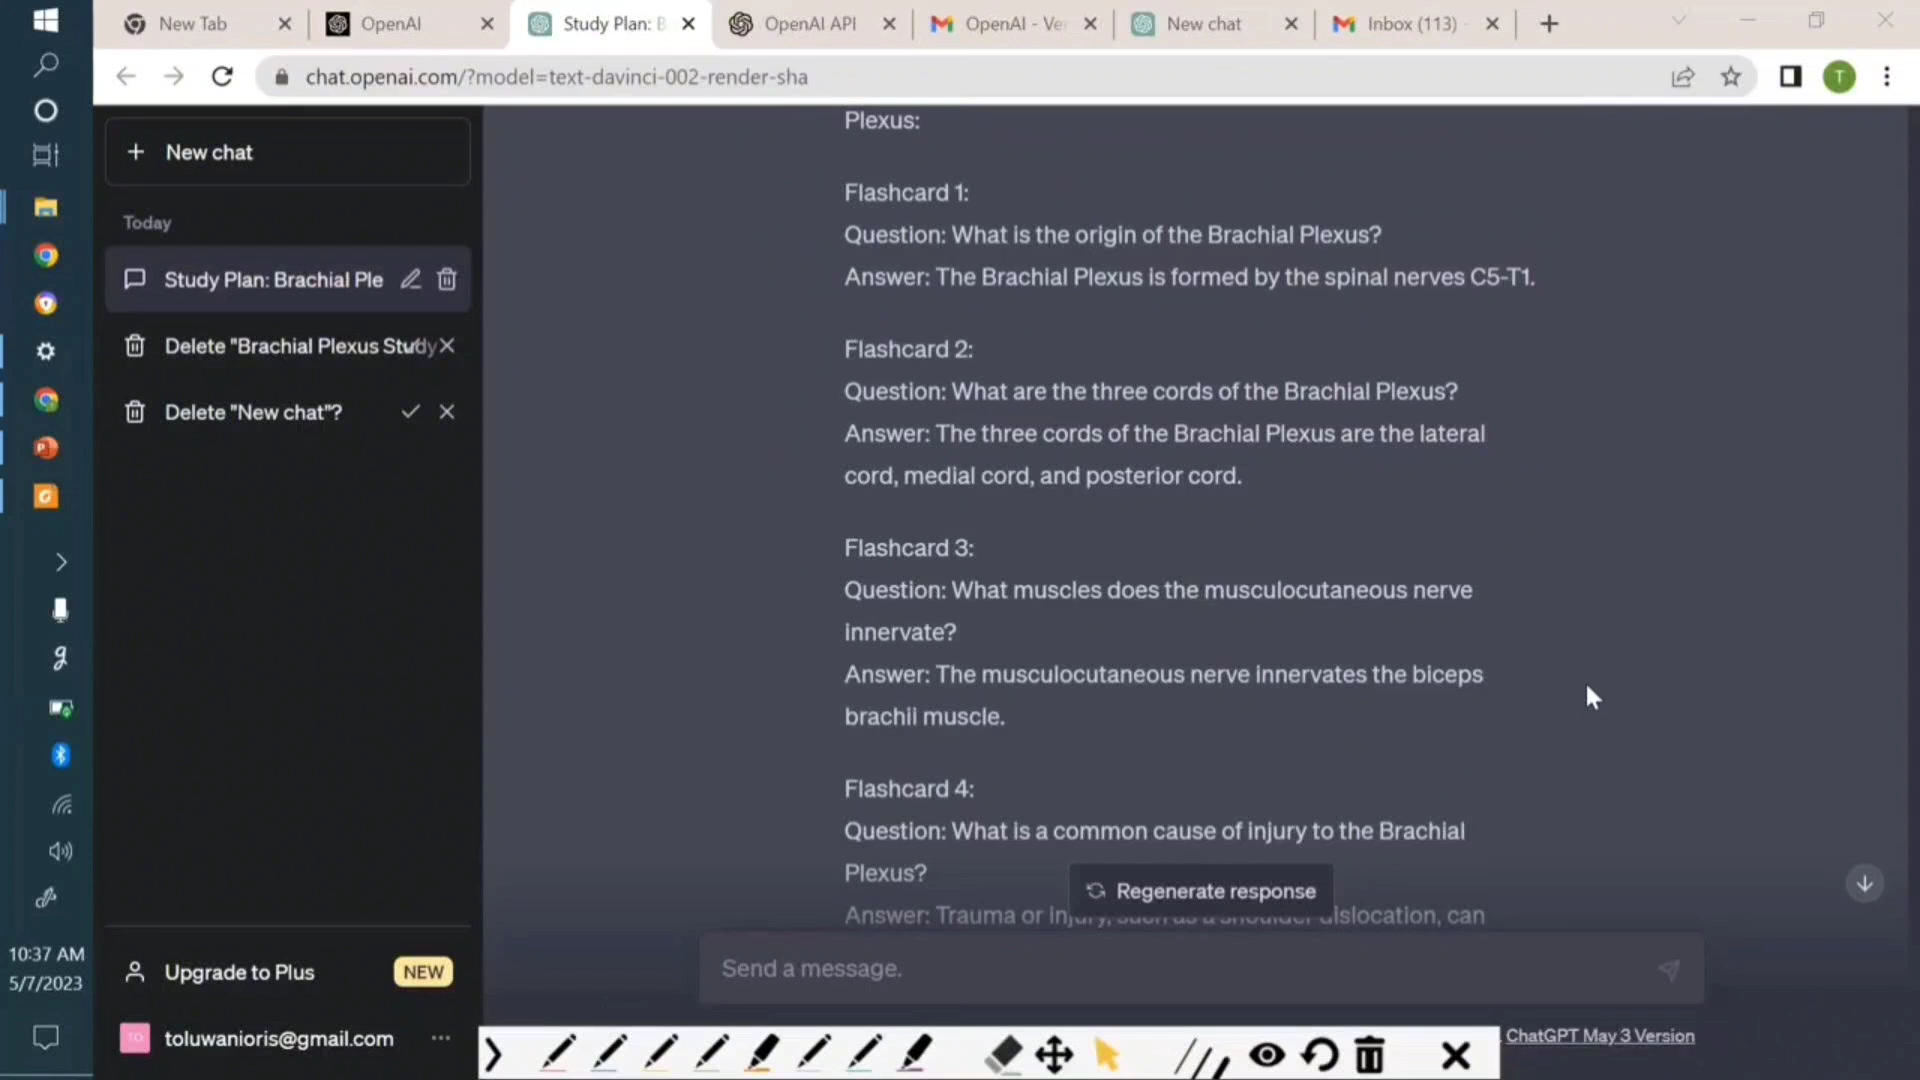 New Tab
OpenAI
Study Plan: B
OpenAI API
OpenAI - Ve
New chat
Inbox (113)
chat.openai.com/?model=text-davinci-002-render-sha
T
New chat
Today
Study Plan: Brachial Ple
Delete "Brachial Plexus Study
Delete "New chat"?
Upgrade to Plus
NEW
TO
toluwanioris@gmail.com
10:37 AM
5/7/2023
Plexus:
Flashcard 1:
Question: What is the origin of the Brachial Plexus?
Answer: The Brachial Plexus is formed by the spinal nerves C5-T1.
Flashcard 2:
Question: What are the three cords of the Brachial Plexus?
Answer: The three cords of the Brachial Plexus are the lateral
cord, medial cord, and posterior cord.
Flashcard 3:
Question: What muscles does the musculocutaneous nerve
innervate?
Answer: The musculocutaneous nerve innervates the biceps
brachii muscle.
Flashcard 4:
Question: What is a common cause of injury to the Brachial
Plexus?
Answer: Trauma or injury, such as a shoulder dislocation, can
Regenerate response
Send a message.
ChatGPT May 3 Version